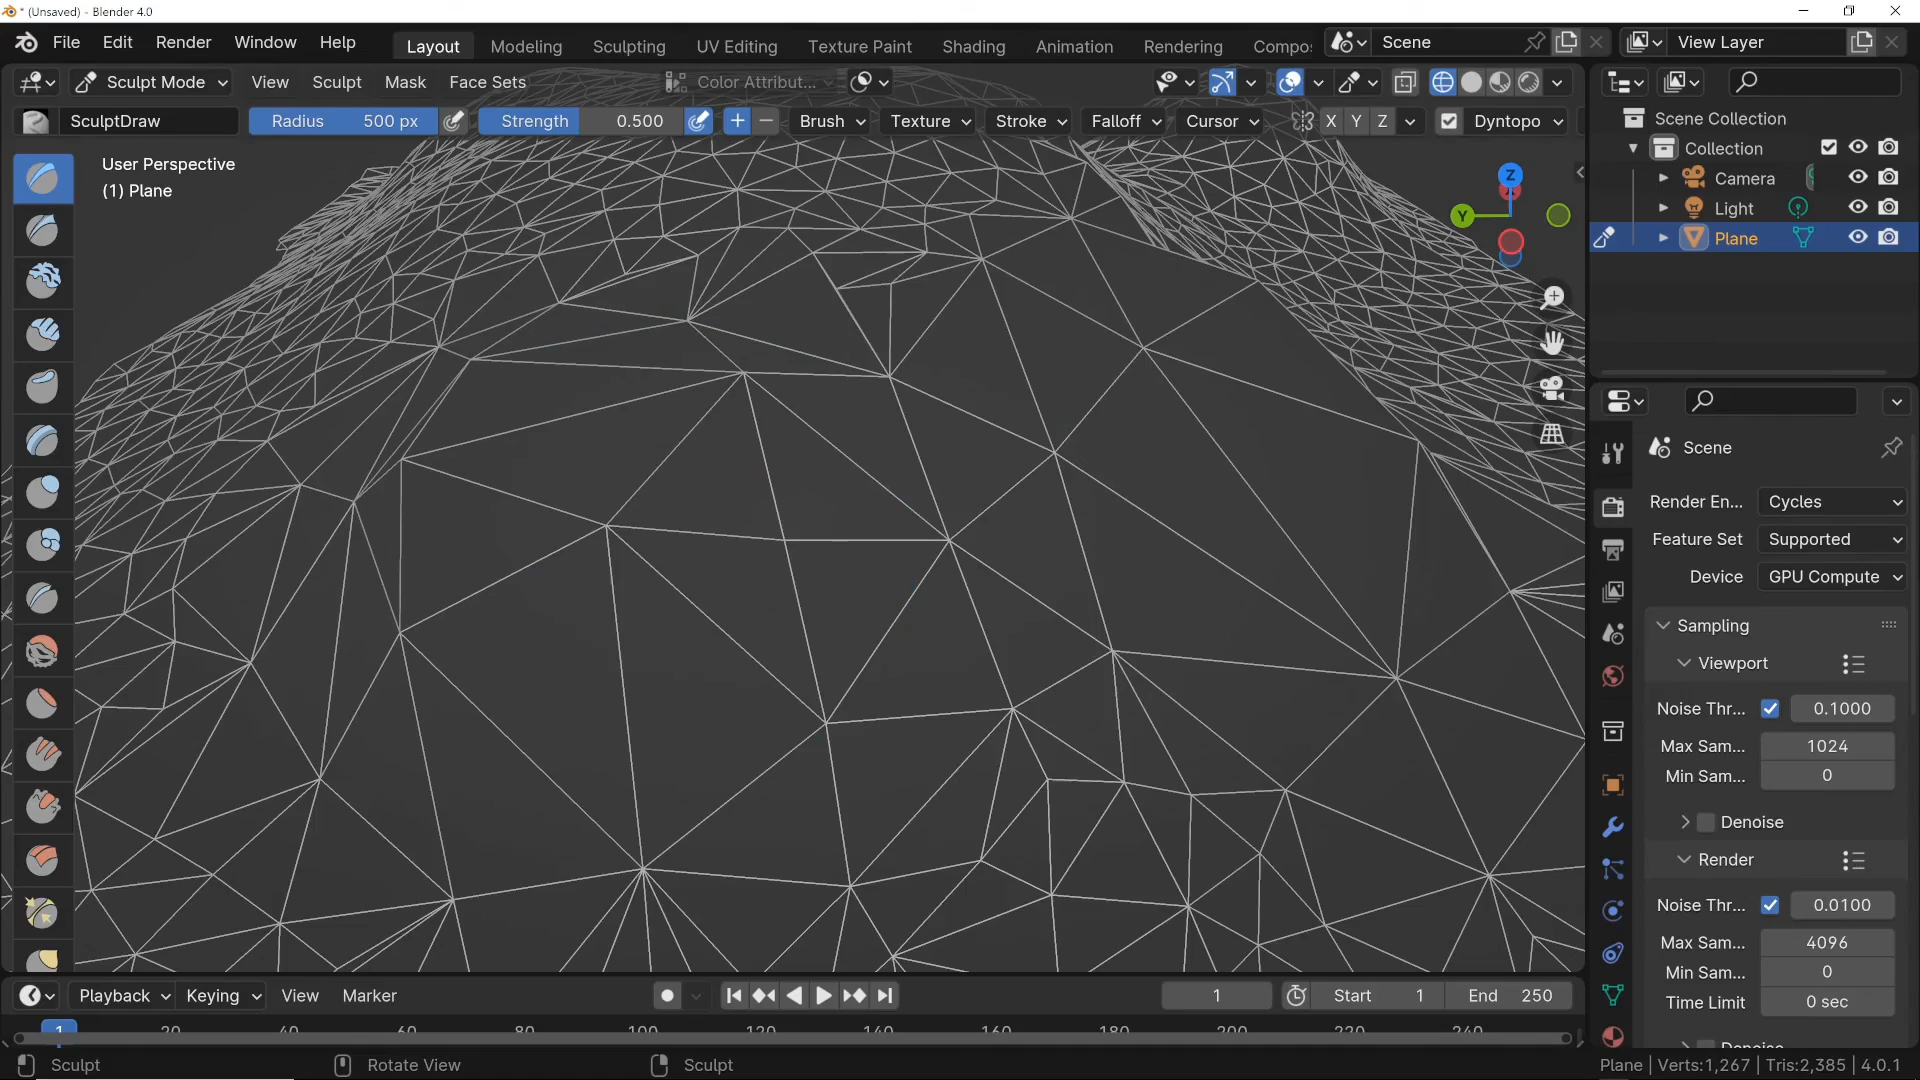 * (Unsaved) - Blender 4.0
File Edit Render Window Help Layout Modeling Sculpting UV Editing Texture Paint Shading Animation Rendering Compo Scene View Layer
Sculpt Mode View Sculpt Mask Face Sets Color Attribut...
SculptDraw Radius 500 px Strength 0.500 Brush Texture Stroke Falloff Cursor X Y Z Dyntopo
User Perspective
(1) Plane
Z
Y
Scene Collection
Collection
Camera
Light
Plane
Scene
Render En... Cycles
Feature Set Supported
Device GPU Compute
Sampling
Viewport
Noise Thr... 0.1000
Max Sam... 1024
Min Sam... 0
Denoise
Render
Noise Thr... 0.0100
Max Sam... 4096
Min Sam... 0
Time Limit 0 sec
Denoise
Playback Keying View Marker 1 Start 1 End 250
1 20 40 60 80 100 120 140 160 180 200 220 240
Sculpt Rotate View Sculpt Plane | Verts:1,267 | Tris:2,385 | 4.0.1